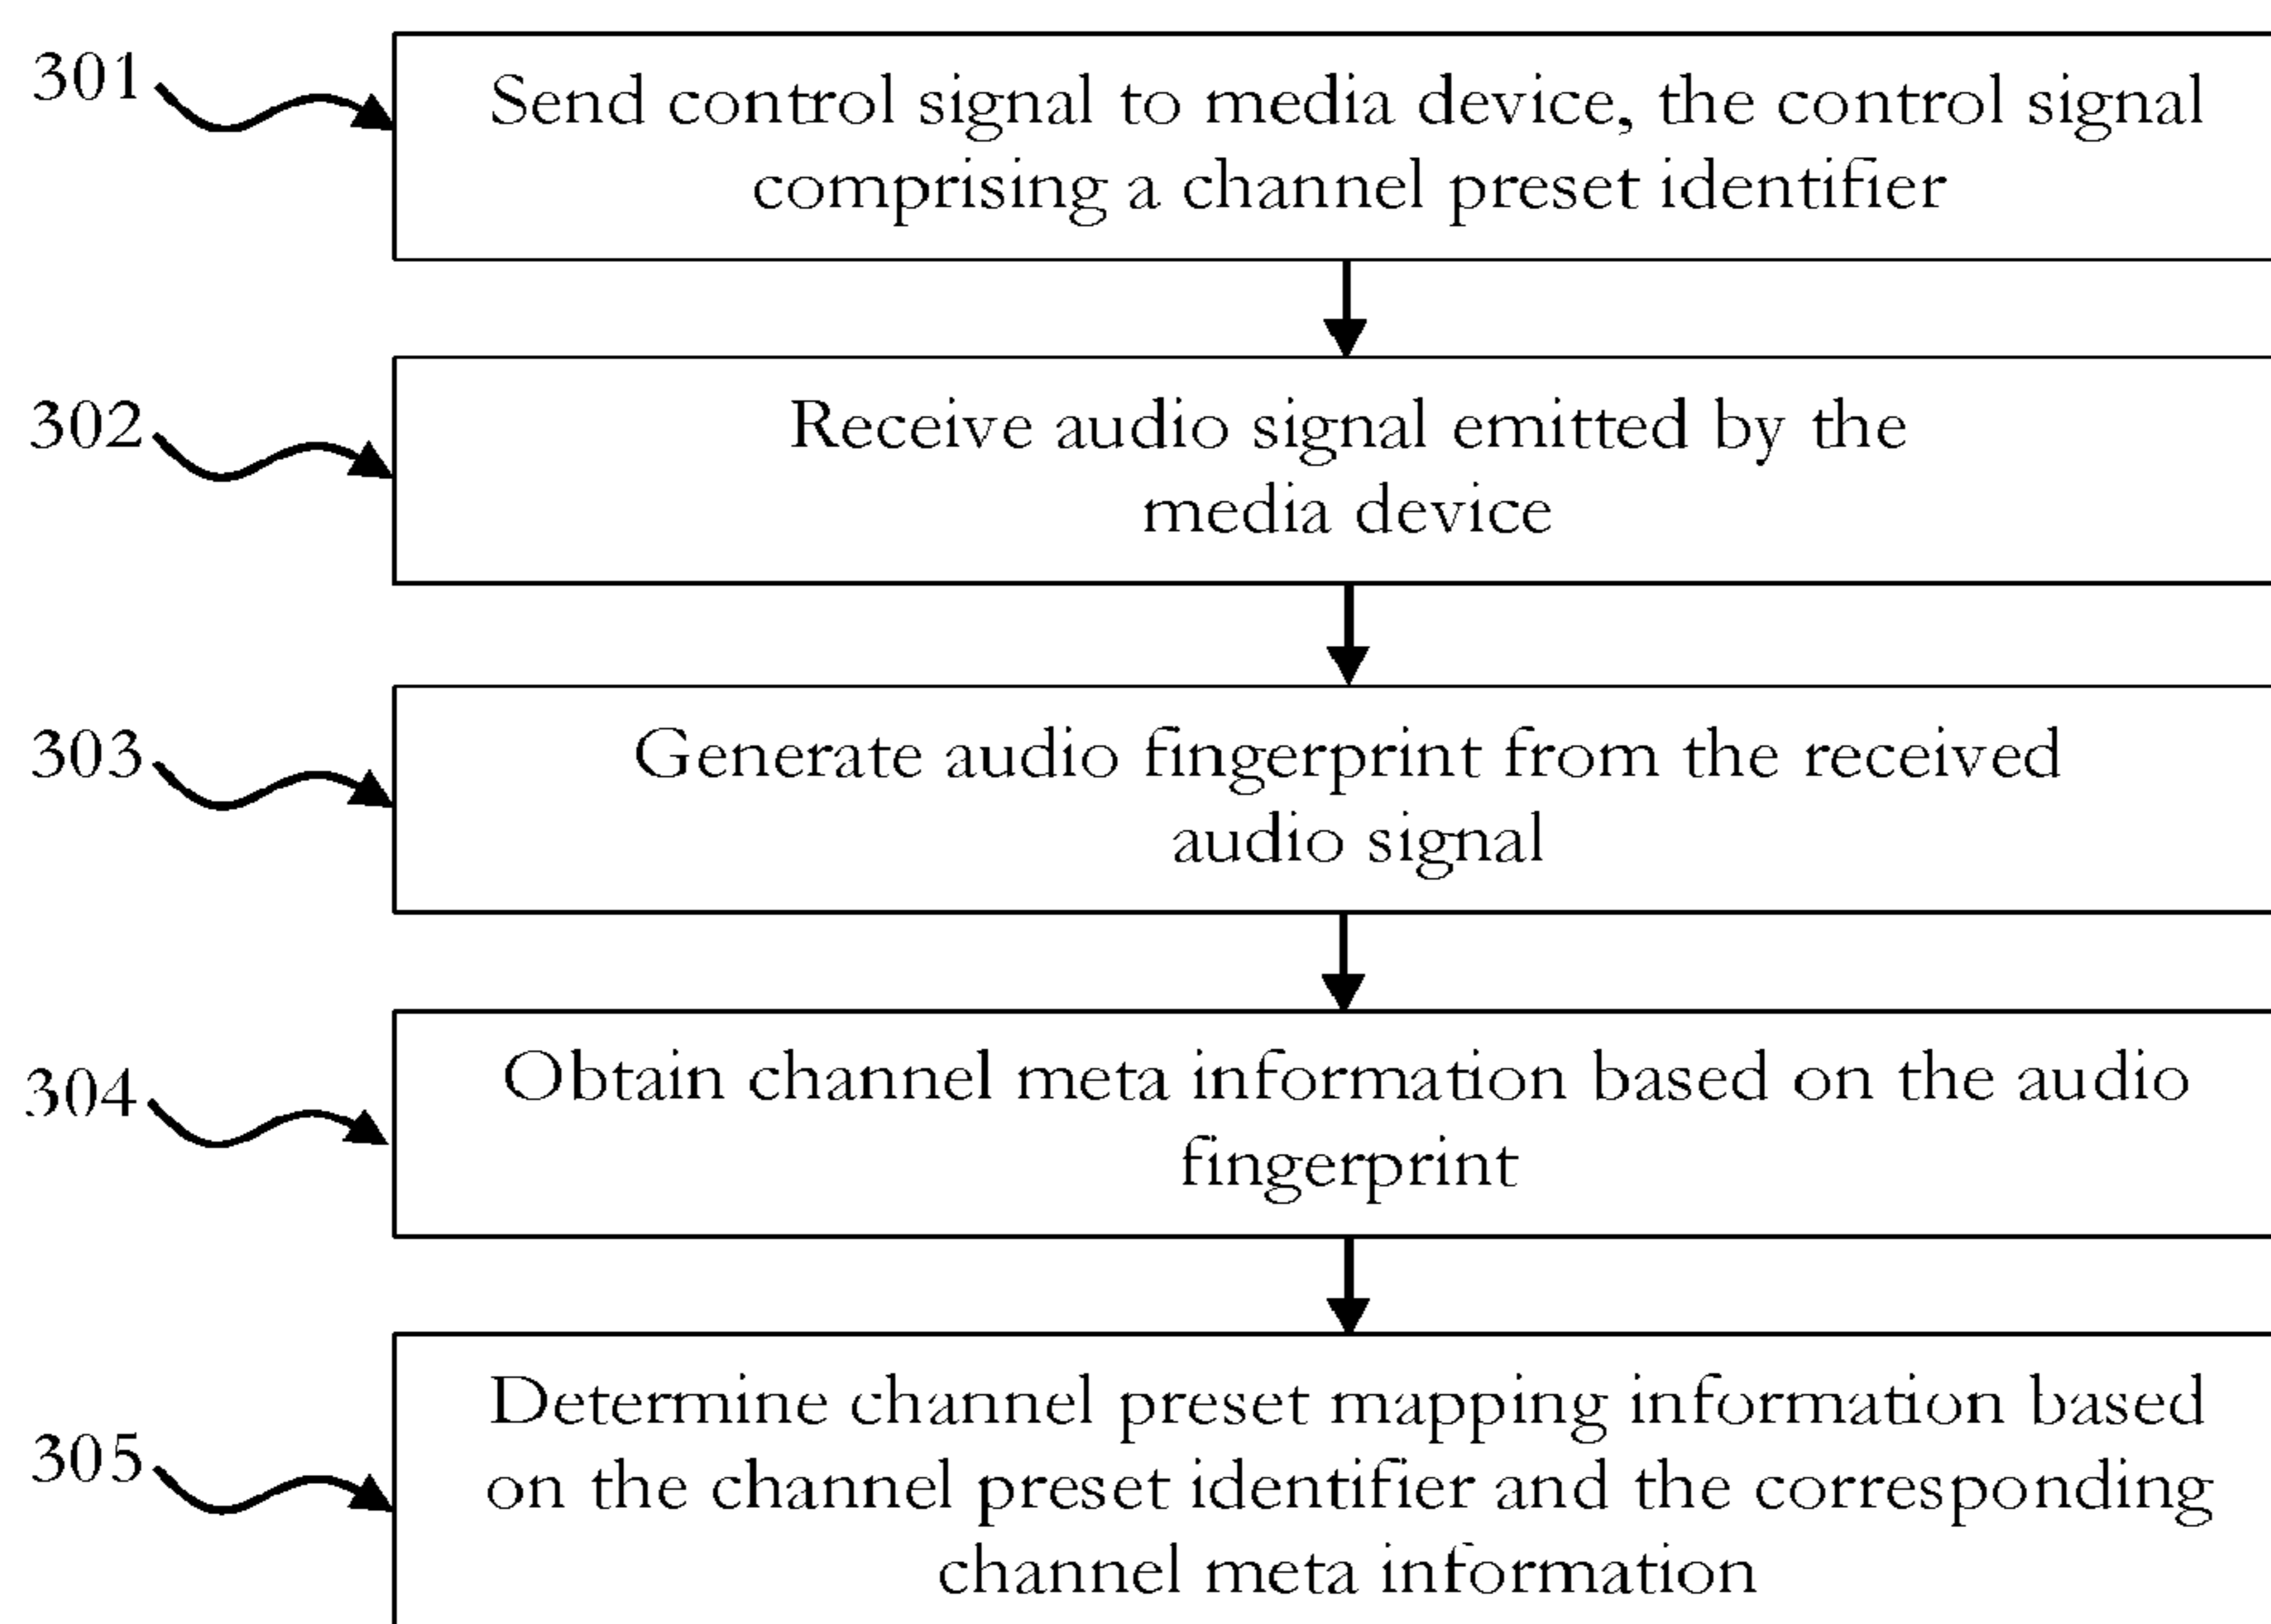 301
Send control signal to media device, the control signal
comprising a channel preset identifier
302
Receive audio signal emitted by the
media device
303
Generate audio fingerprint from the received
audio signal
304
Obtain channel meta information based on the audio
fingerprint
305
Determine channel preset mapping information based
on the channel preset identifier and the corresponding
channel meta information